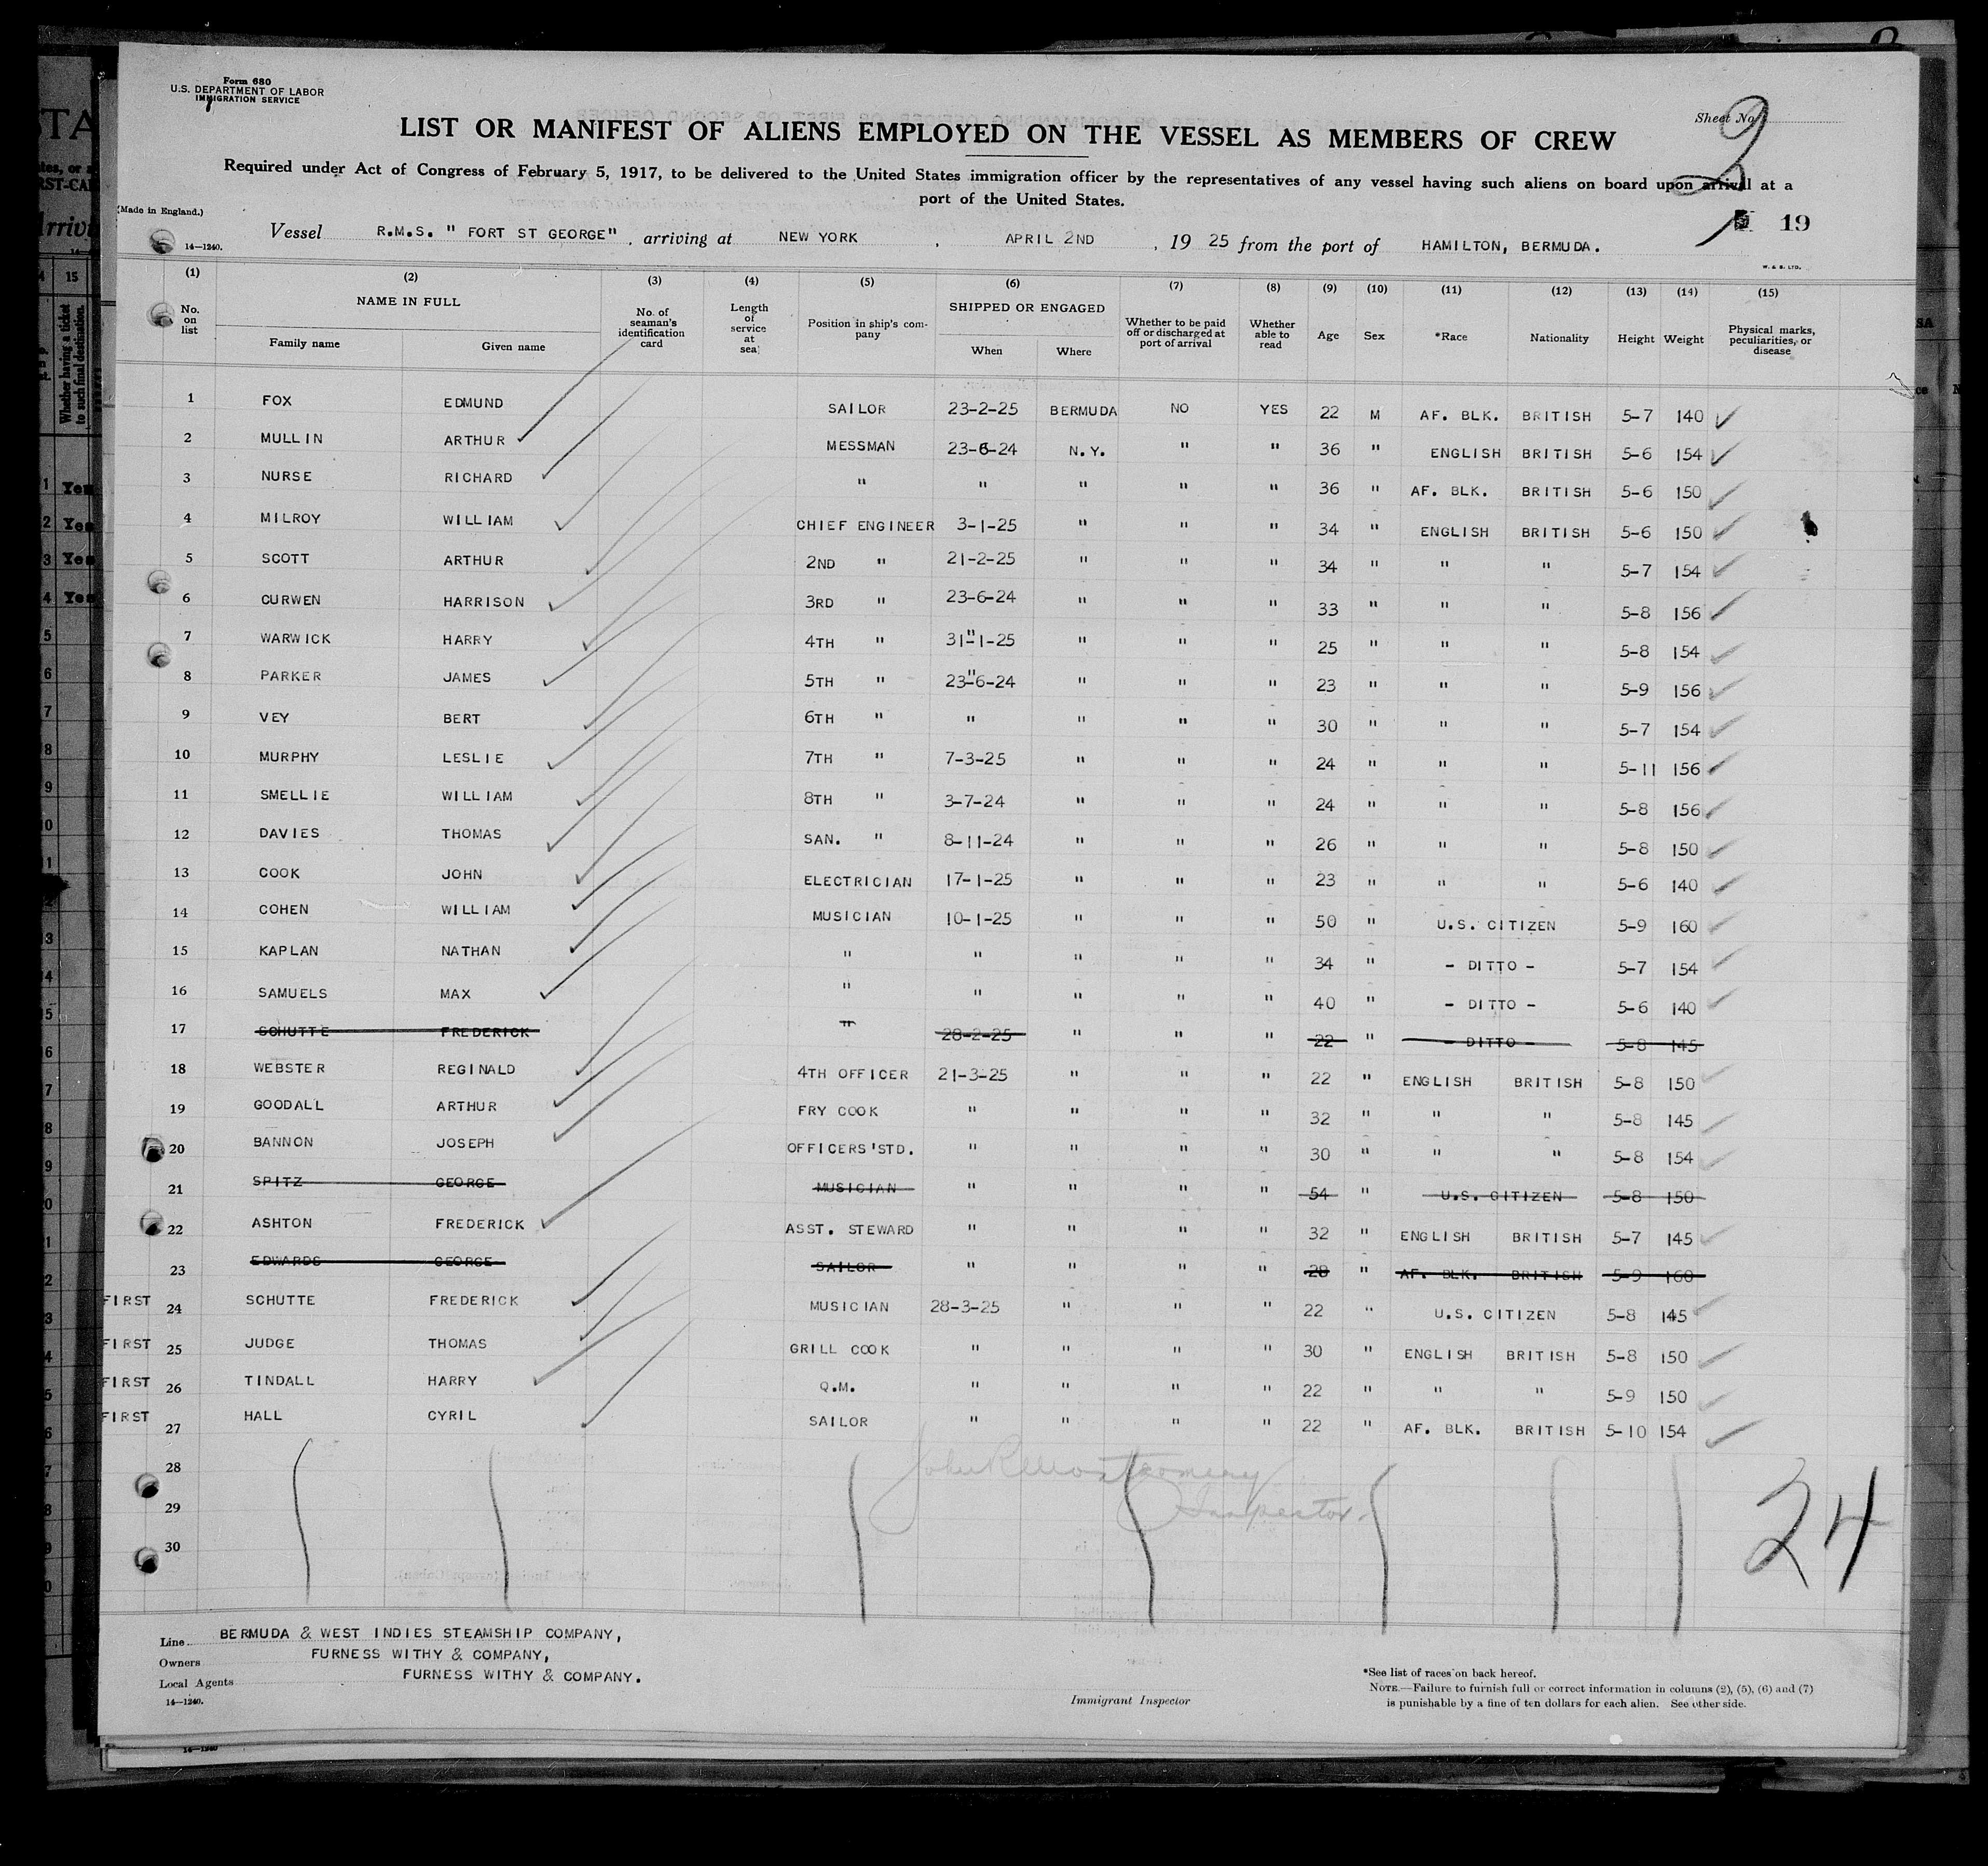 Form 680
U.S. DEPARTMENT OF LABOR
IMMIGRATION SERVICE
Sheet No. 2
LIST OR MANIFEST OF ALIENS EMPLOYED ON THE VESSEL AS MEMBERS OF CREW
Required under Act of Congress of February 5, 1917, to be delivered to the United States immigration officer by the representatives of any vessel having such aliens on board upon arrival at a
port of the United States.
(Made in England.)
19
14—1240.
Vessel R.M.S. " FORT ST GEORGE" , arriving at NEW YORK , APRIL 2ND , 19 25 from the port of HAMILTON, BERMUDA.
W. & S. LTD.
(1) (2) (3) (4) (5) (6) (7) (8) (9) (10) (11) (12) (13) (14) (15)
No. on list NAME IN FULL Family name Given name No. of seaman's identification card Length of service at sea Position in ship's company SHIPPED OR ENGAGED When Where Whether to be paid off or discharged at port of arrival Whether able to read Age Sex *Race Nationality Height Weight Physical marks, peculiarities, or disease
1 FOX EDMUND SAILOR 23-2-25 BERMUDA NO YES 22 M AF. BLK. BRITISH 5-7 140
2 MULLIN ARTHUR MESSMAN 23-6-24 N.Y. " " 36 " ENGLISH BRITISH 5-6 154
3 NURSE RICHARD " " " " " 36 " AF. BLK. BRITISH 5-6 150
4 MILROY WILLIAM CHIEF ENGINEER 3-1-25 " " " 34 " ENGLISH BRITISH 5-6 150
5 SCOTT ARTHUR 2ND " 21-2-25 " " " 34 " " " 5-7 154
6 CURWEN HARRISON 3RD " 23-6-24 " " " 33 " " " 5-8 156
7 WARWICK HARRY 4TH " 31-1-25 " " " 25 " " " 5-8 154
8 PARKER JAMES 5TH " 23-6-24 " " " 23 " " " 5-9 156
9 VEY BERT 6TH " " " " " 30 " " " 5-7 154
10 MURPHY LESLIE 7TH " 7-3-25 " " " 24 " " " 5-11 156
11 SMELLIE WILLIAM 8TH " 3-7-24 " " " 24 " " " 5-8 156
12 DAVIES THOMAS SAN. " 8-11-24 " " " 26 " " " 5-8 150
13 COOK JOHN ELECTRICIAN 17-1-25 " " " 23 " " " 5-6 140
14 COHEN WILLIAM MUSICIAN 10-1-25 " " " 50 " U.S. CITIZEN 5-9 160
15 KAPLAN NATHAN " " " " " 34 " - DITTO - 5-7 154
16 SAMUELS MAX " " " " " 40 " - DITTO - 5-6 140
17 SCHUTTE FREDERICK " 28-2-25 " " " 22 " - DITTO - 5-8 145
18 WEBSTER REGINALD 4TH OFFICER 21-3-25 " " " 22 " ENGLISH BRITISH 5-8 150
19 GOODALL ARTHUR FRY COOK " " " " 32 " " " 5-8 145
20 BANNON JOSEPH OFFICERS'STD. " " " " 30 " " " 5-8 154
21 SPITZ GEORGE MUSICIAN " " " " 54 " U.S. CITIZEN 5-8 150
22 ASHTON FREDERICK ASST. STEWARD " " " " 32 " ENGLISH BRITISH 5-7 145
23 EDWARDS GEORGE SAILOR " " " " 28 " AF. BLK. BRITISH 5-9 160
FIRST 24 SCHUTTE FREDERICK MUSICIAN 28-3-25 " " " 22 " U.S. CITIZEN 5-8 145
FIRST 25 JUDGE THOMAS GRILL COOK " " " " 30 " ENGLISH BRITISH 5-8 150
FIRST 26 TINDALL HARRY Q.M. " " " " 22 " " " 5-9 150
FIRST 27 HALL CYRIL SAILOR " " " " 22 " AF. BLK. BRITISH 5-10 154
28
John R Montgomery
29
Inspector.
24
30
Line BERMUDA & WEST INDIES STEAMSHIP COMPANY,
Owners FURNESS WITHY & COMPANY,
Local Agents FURNESS WITHY & COMPANY.
14—1240.
Immigrant Inspector
*See list of races on back hereof.
NOTE.—Failure to furnish full or correct information in columns (2), (5), (6) and (7)
is punishable by a fine of ten dollars for each alien. See other side.
14—1240